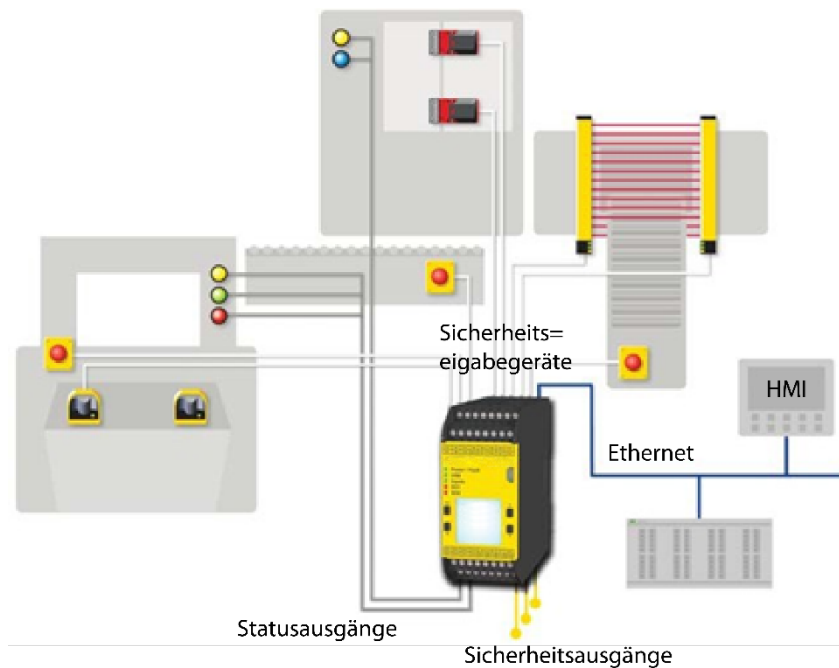 Sicherheits=
eigabegeräte
HMI
Ethernet
Statusausgänge
Sicherheitsausgänge